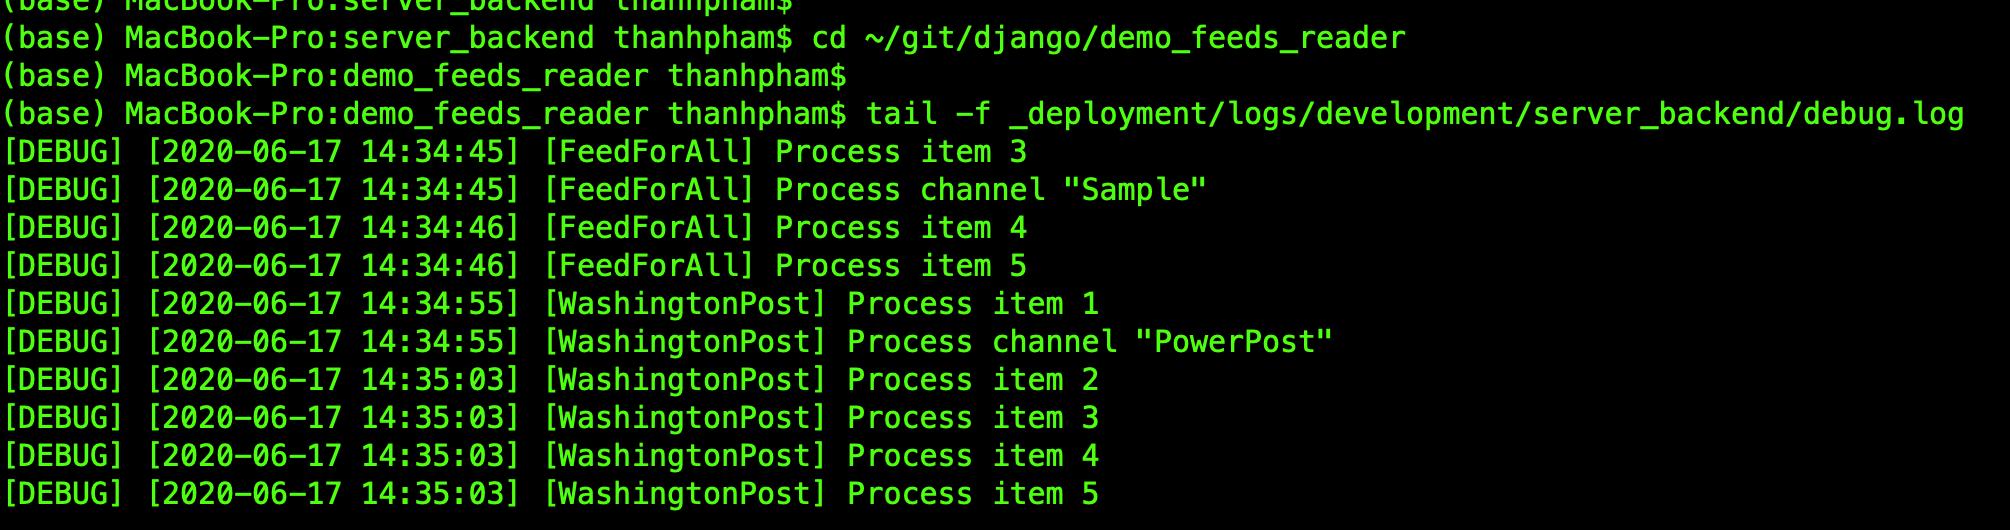 (base) MacBook-Pro:server_backend thanhpham$
(base) MacBook-Pro:server_backend thanhpham$ cd ~/git/django/demo_feeds_reader
(base) MacBook-Pro:demo_feeds_reader thanhpham$
(base) MacBook-Pro:demo_feeds_reader thanhpham$ tail -f _deployment/logs/development/server_backend/debug.log
[DEBUG] [2020-06-17 14:34:45] [FeedForAll] Process item 3
[DEBUG] [2020-06-17 14:34:45] [FeedForAll] Process channel "Sample"
[DEBUG] [2020-06-17 14:34:46] [FeedForAll] Process item 4
[DEBUG] [2020-06-17 14:34:46] [FeedForAll] Process item 5
[DEBUG] [2020-06-17 14:34:55] [WashingtonPost] Process item 1
[DEBUG] [2020-06-17 14:34:55] [WashingtonPost] Process channel "PowerPost"
[DEBUG] [2020-06-17 14:35:03] [WashingtonPost] Process item 2
[DEBUG] [2020-06-17 14:35:03] [WashingtonPost] Process item 3
[DEBUG] [2020-06-17 14:35:03] [WashingtonPost] Process item 4
[DEBUG] [2020-06-17 14:35:03] [WashingtonPost] Process item 5